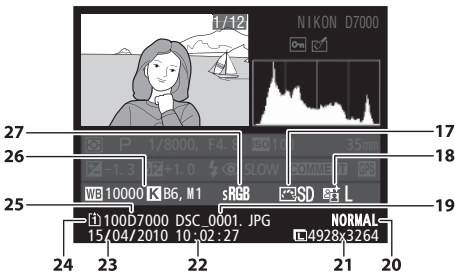 1/12
NIKON D7000
P 1/8000, F4.8 ISO 35mm
-1.3 +1.0 SLOW COMMENT GPS
27
17
26
18
WB 10000 K B6, M1 sRGB SD L
25
19
100D7000 DSC_0001. JPG NORMAL
15/04/2010 10:02:27 L 4928x3264
24 23 22 21 20